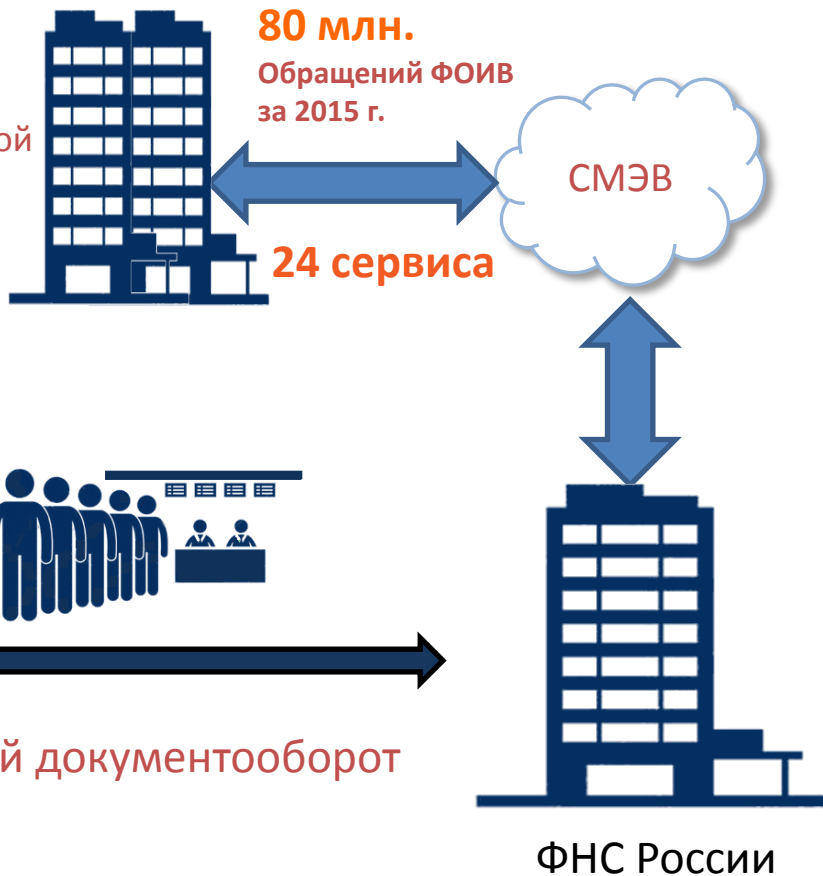 80 млн.
Обращений ФОИВ
за 2015 г.
ой
СМЭВ
24 сервиса
й документооборот
ФНС России